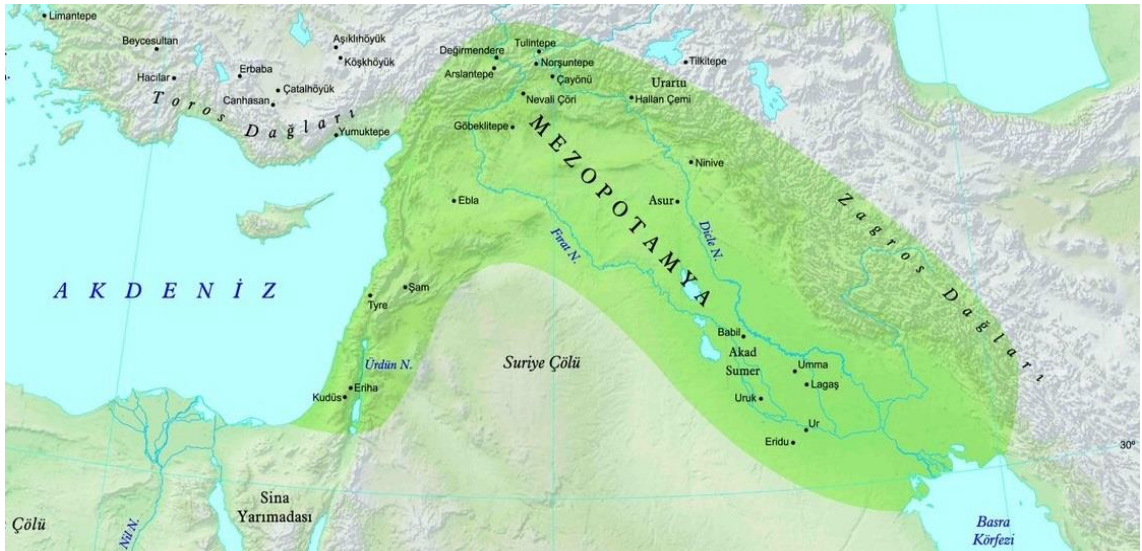 Limantepe
Beycesultan
Aşıklıhöyük
Köşkhöyük
Hacılar
Erbaba
Çatalhöyük
Canhasan
Toros Dağları
Yumuktepe
Değirmendere
Arslantepe
Tulintepe
Norşuntepe
Çayönü
Nevali Çöri
Göbeklitepe
Tilkitepe
Urartu
Hallan Çemi
MEZOPOTAMYA
Ninive
Asur
Ebla
Fırat N.
Dicle N.
Zagros Dağları
AKDENİZ
Tyre
Şam
Ürdün N.
Eriha
Kudüs
Suriye Çölü
Babil
Akad
Sumer
Umma
Lagaş
Uruk
Ur
Eridu
30°
Sina
Yarımadası
Çölü
Nil N.
Basra
Körfezi